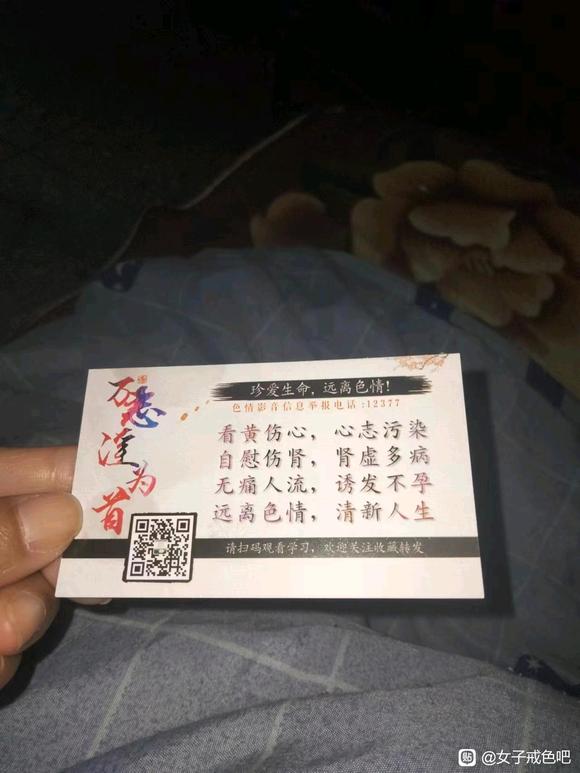 万恶淫为首
珍爱生命，远离色情！
色情影音信息举报电话:12377
看黄伤心，心志污染
自慰伤肾，肾虚多病
无痛人流，诱发不孕
远离色情，清新人生
请扫码观看学习，欢迎关注收藏转发
贴 @女子戒色吧